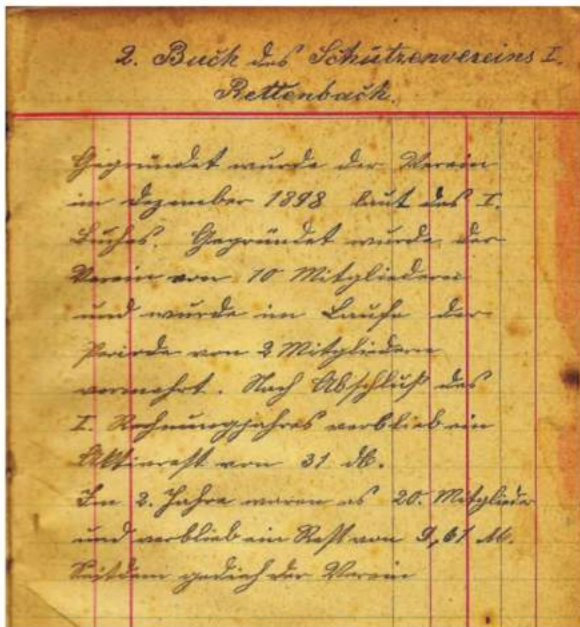 2. Buch des Schützenvereins I.
Rettenbach.
Gegründet wurde der Verein
im Dezember 1898 laut des I.
Buches. Gegründet wurde der
Verein von 10 Mitgliedern
und wurde im Laufe der
Periode von 2 Mitgliedern
vermehrt. Nach Abschluß des
I. Rechnungsjahres verblieb ein
Aktivrest von 31 M.
Im 2. Jahre waren es 20. Mitglieder
und verblieb ein Rest von 9,61 M.
Seitdem gedieh der Verein